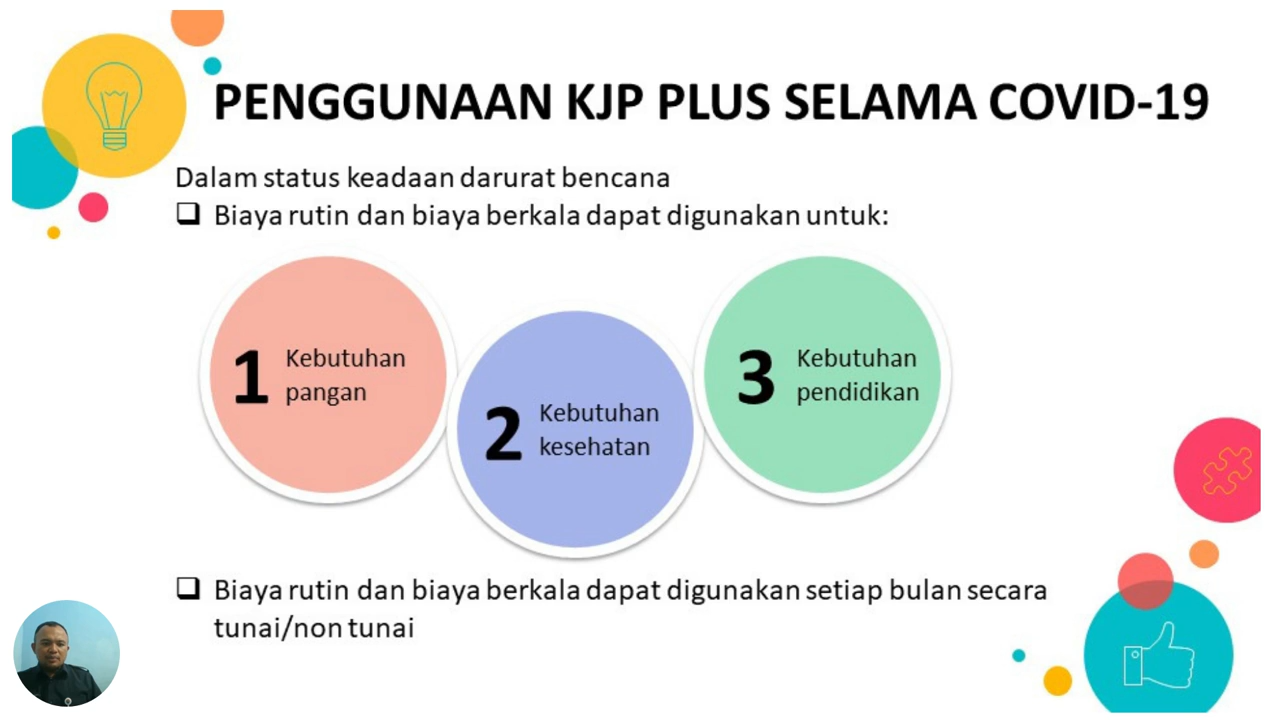 PENGGUNAAN KJP PLUS SELAMA COVID-19
Dalam status keadaan darurat bencana
Biaya rutin dan biaya berkala dapat digunakan untuk:
1 Kebutuhan
pangan
2 Kebutuhan
kesehatan
3 Kebutuhan
pendidikan
Biaya rutin dan biaya berkala dapat digunakan setiap bulan secara
tunai/non tunai